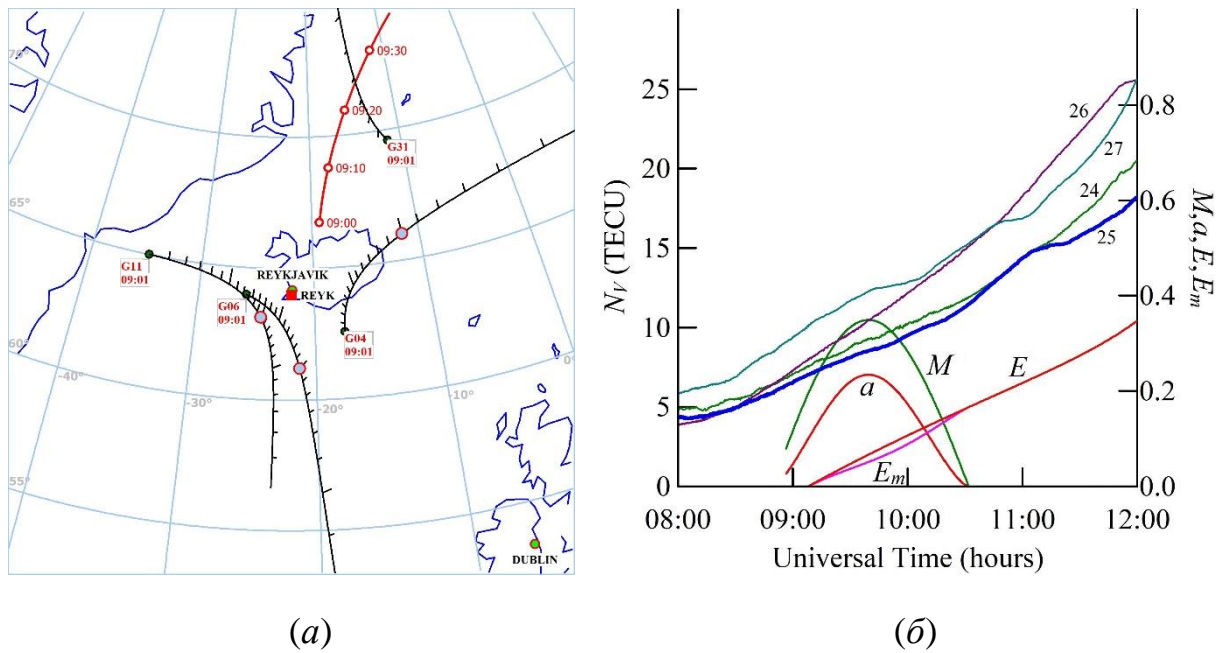 75°
09:30
09:20
G31
09:01
09:10
65°
09:00
G11
09:01
REYKJAVIK
REYK
G06
09:01
G04
09:01
60°
0°
-40°
-30°
-20°
-10°
55°
DUBLIN
(а)
25
20
15
10
5
0
N_V (TECU)
26
27
24
25
M
a
E
E_m
0.8
0.6
0.4
0.2
0.0
M,a,E,E_m
08:00 09:00 10:00 11:00 12:00
Universal Time (hours)
(б)